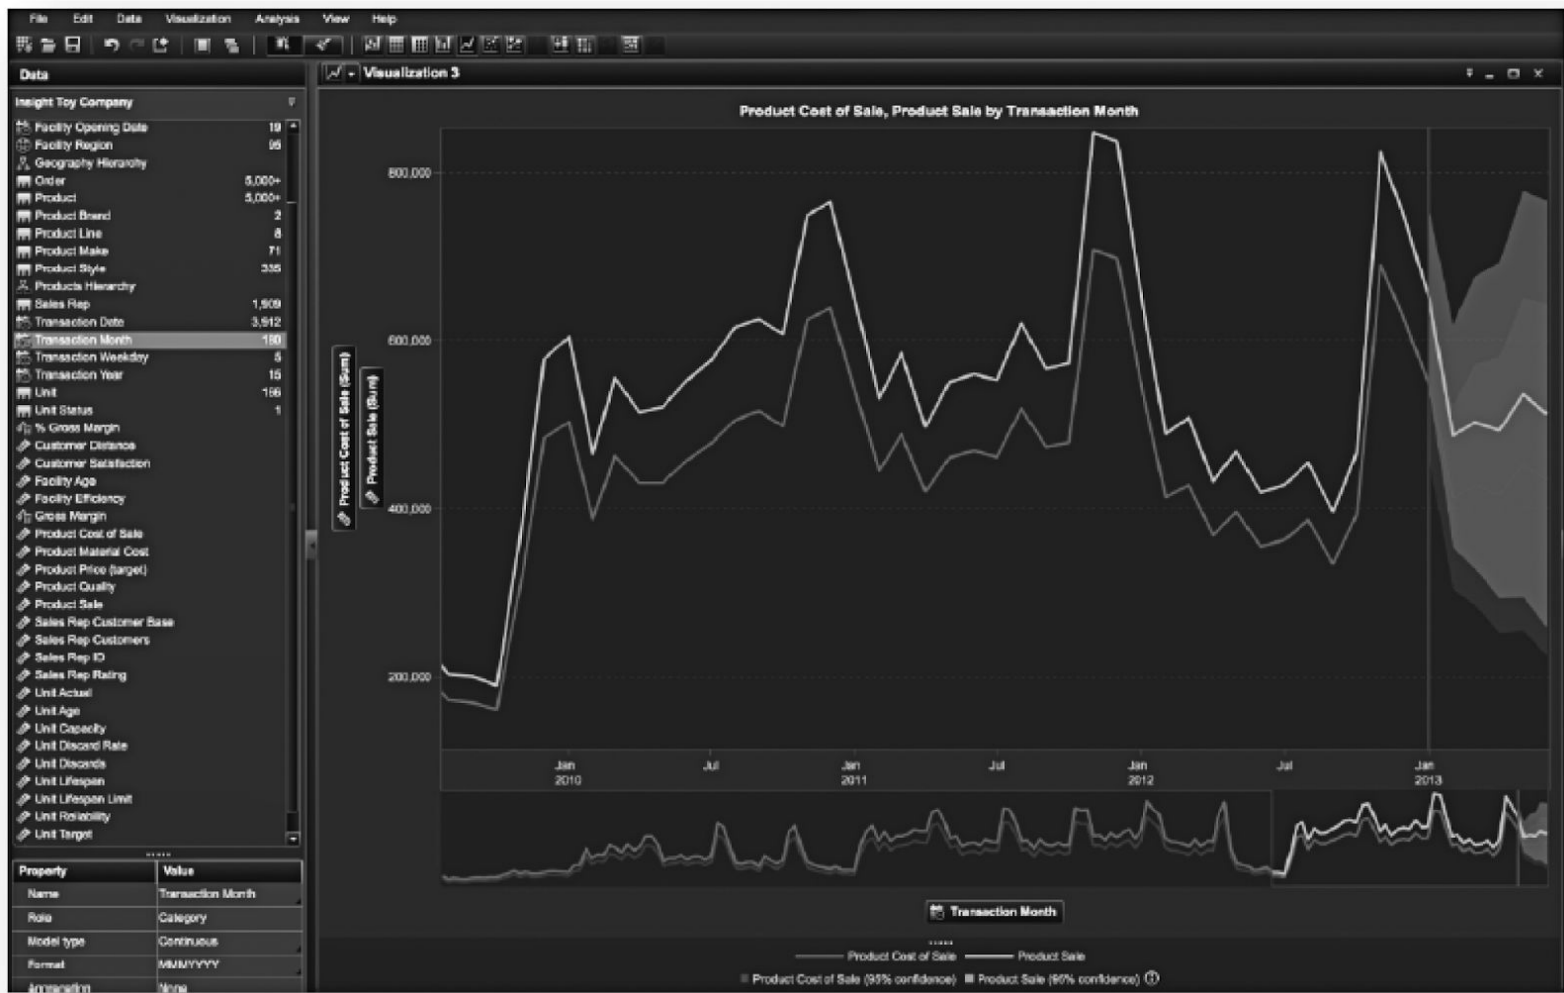 File Edit Data Visualization Analysis View Help
Data
Visualization 3
Insight Toy Company
Facility Opening Date 19
Facility Region 95
Geography Hierarchy
Order 5,000+
Product 5,000+
Product Brand 2
Product Line 8
Product Make 71
Product Style 335
Products Hierarchy
Sales Rep 1,909
Transaction Date 3,912
Transaction Month 180
Transaction Weekday 5
Transaction Year 15
Unit 196
Unit Status 1
% Gross Margin
Customer Distance
Customer Satisfaction
Facility Age
Facility Efficiency
Gross Margin
Product Cost of Sale
Product Material Cost
Product Price (target)
Product Quality
Product Sale
Sales Rep Customer Base
Sales Rep Customers
Sales Rep ID
Sales Rep Rating
Unit Actual
Unit Age
Unit Capacity
Unit Discard Rate
Unit Discards
Unit Lifespan
Unit Lifespan Limit
Unit Reliability
Unit Target
Property Value
Name Transaction Month
Role Category
Model type Continuous
Format MMMYYYY
Aggregation None
Product Cost of Sale, Product Sale by Transaction Month
Product Cost of Sale (Sum)
Product Sale (Sum)
800,000
600,000
400,000
200,000
Jan Jul Jan Jul Jan Jul Jan
2010 2011 2012 2013
Transaction Month
Product Cost of Sale Product Sale
Product Cost of Sale (95% confidence) Product Sale (95% confidence)